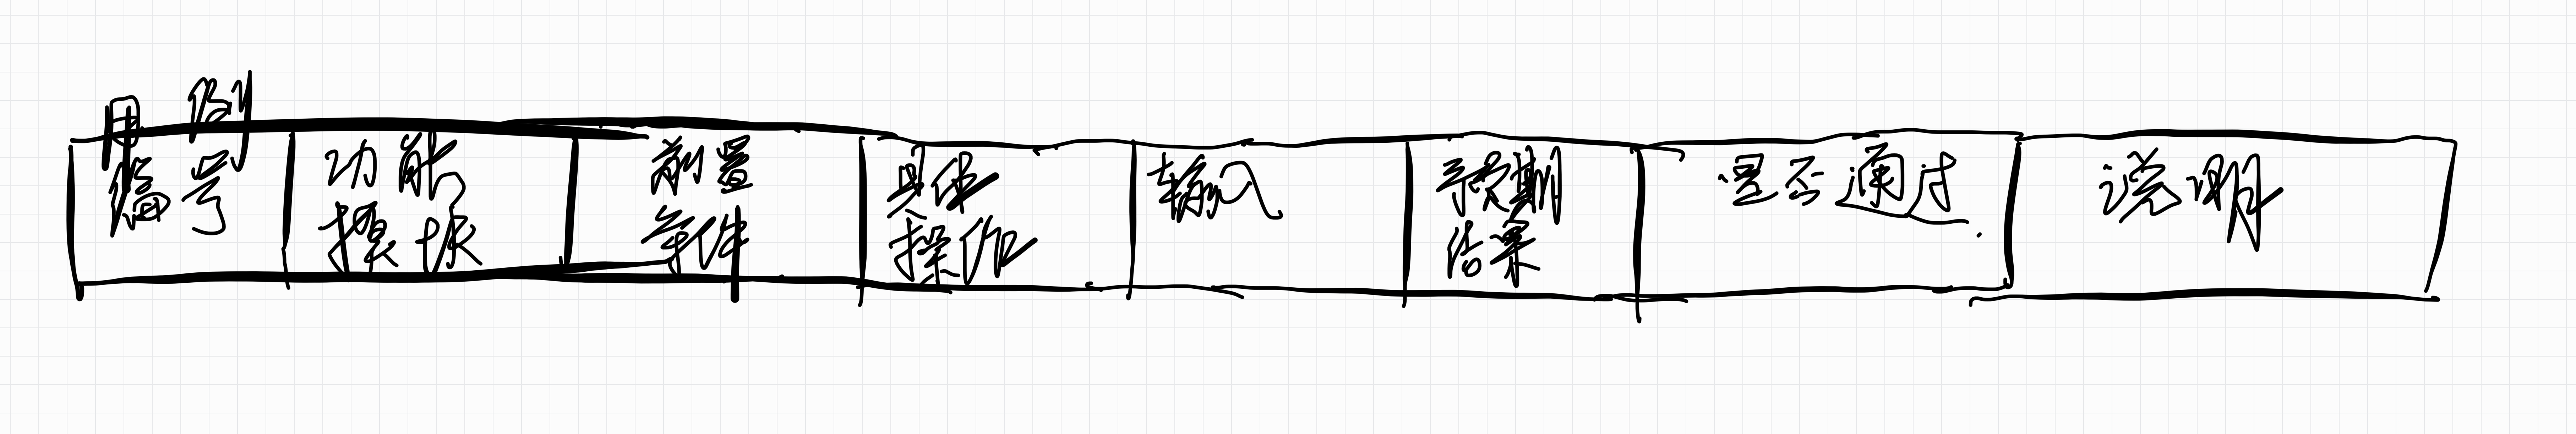 用例
编号
功能
模块
前置
条件
具体
操作
输入
预期
结果
是否通过
说明